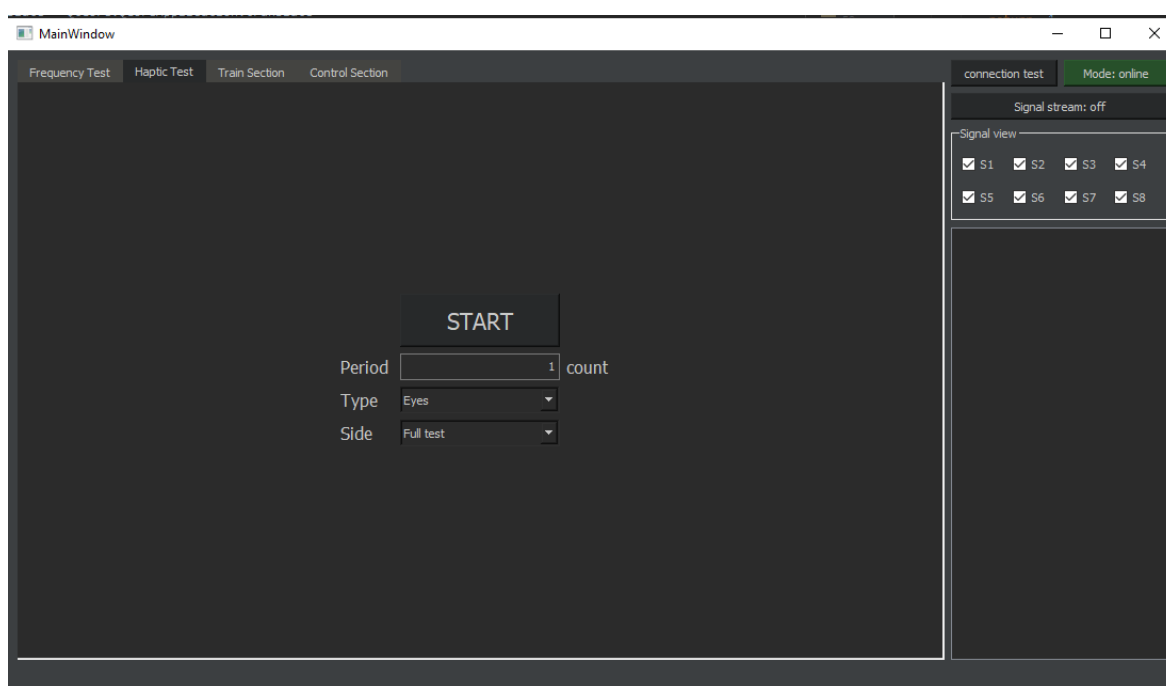 MainWindow
Frequency Test Haptic Test Train Section Control Section
connection test Mode: online
Signal stream: off
Signal view
S1 S2 S3 S4
S5 S6 S7 S8
START
Period 1 count
Type Eyes
Side Full test